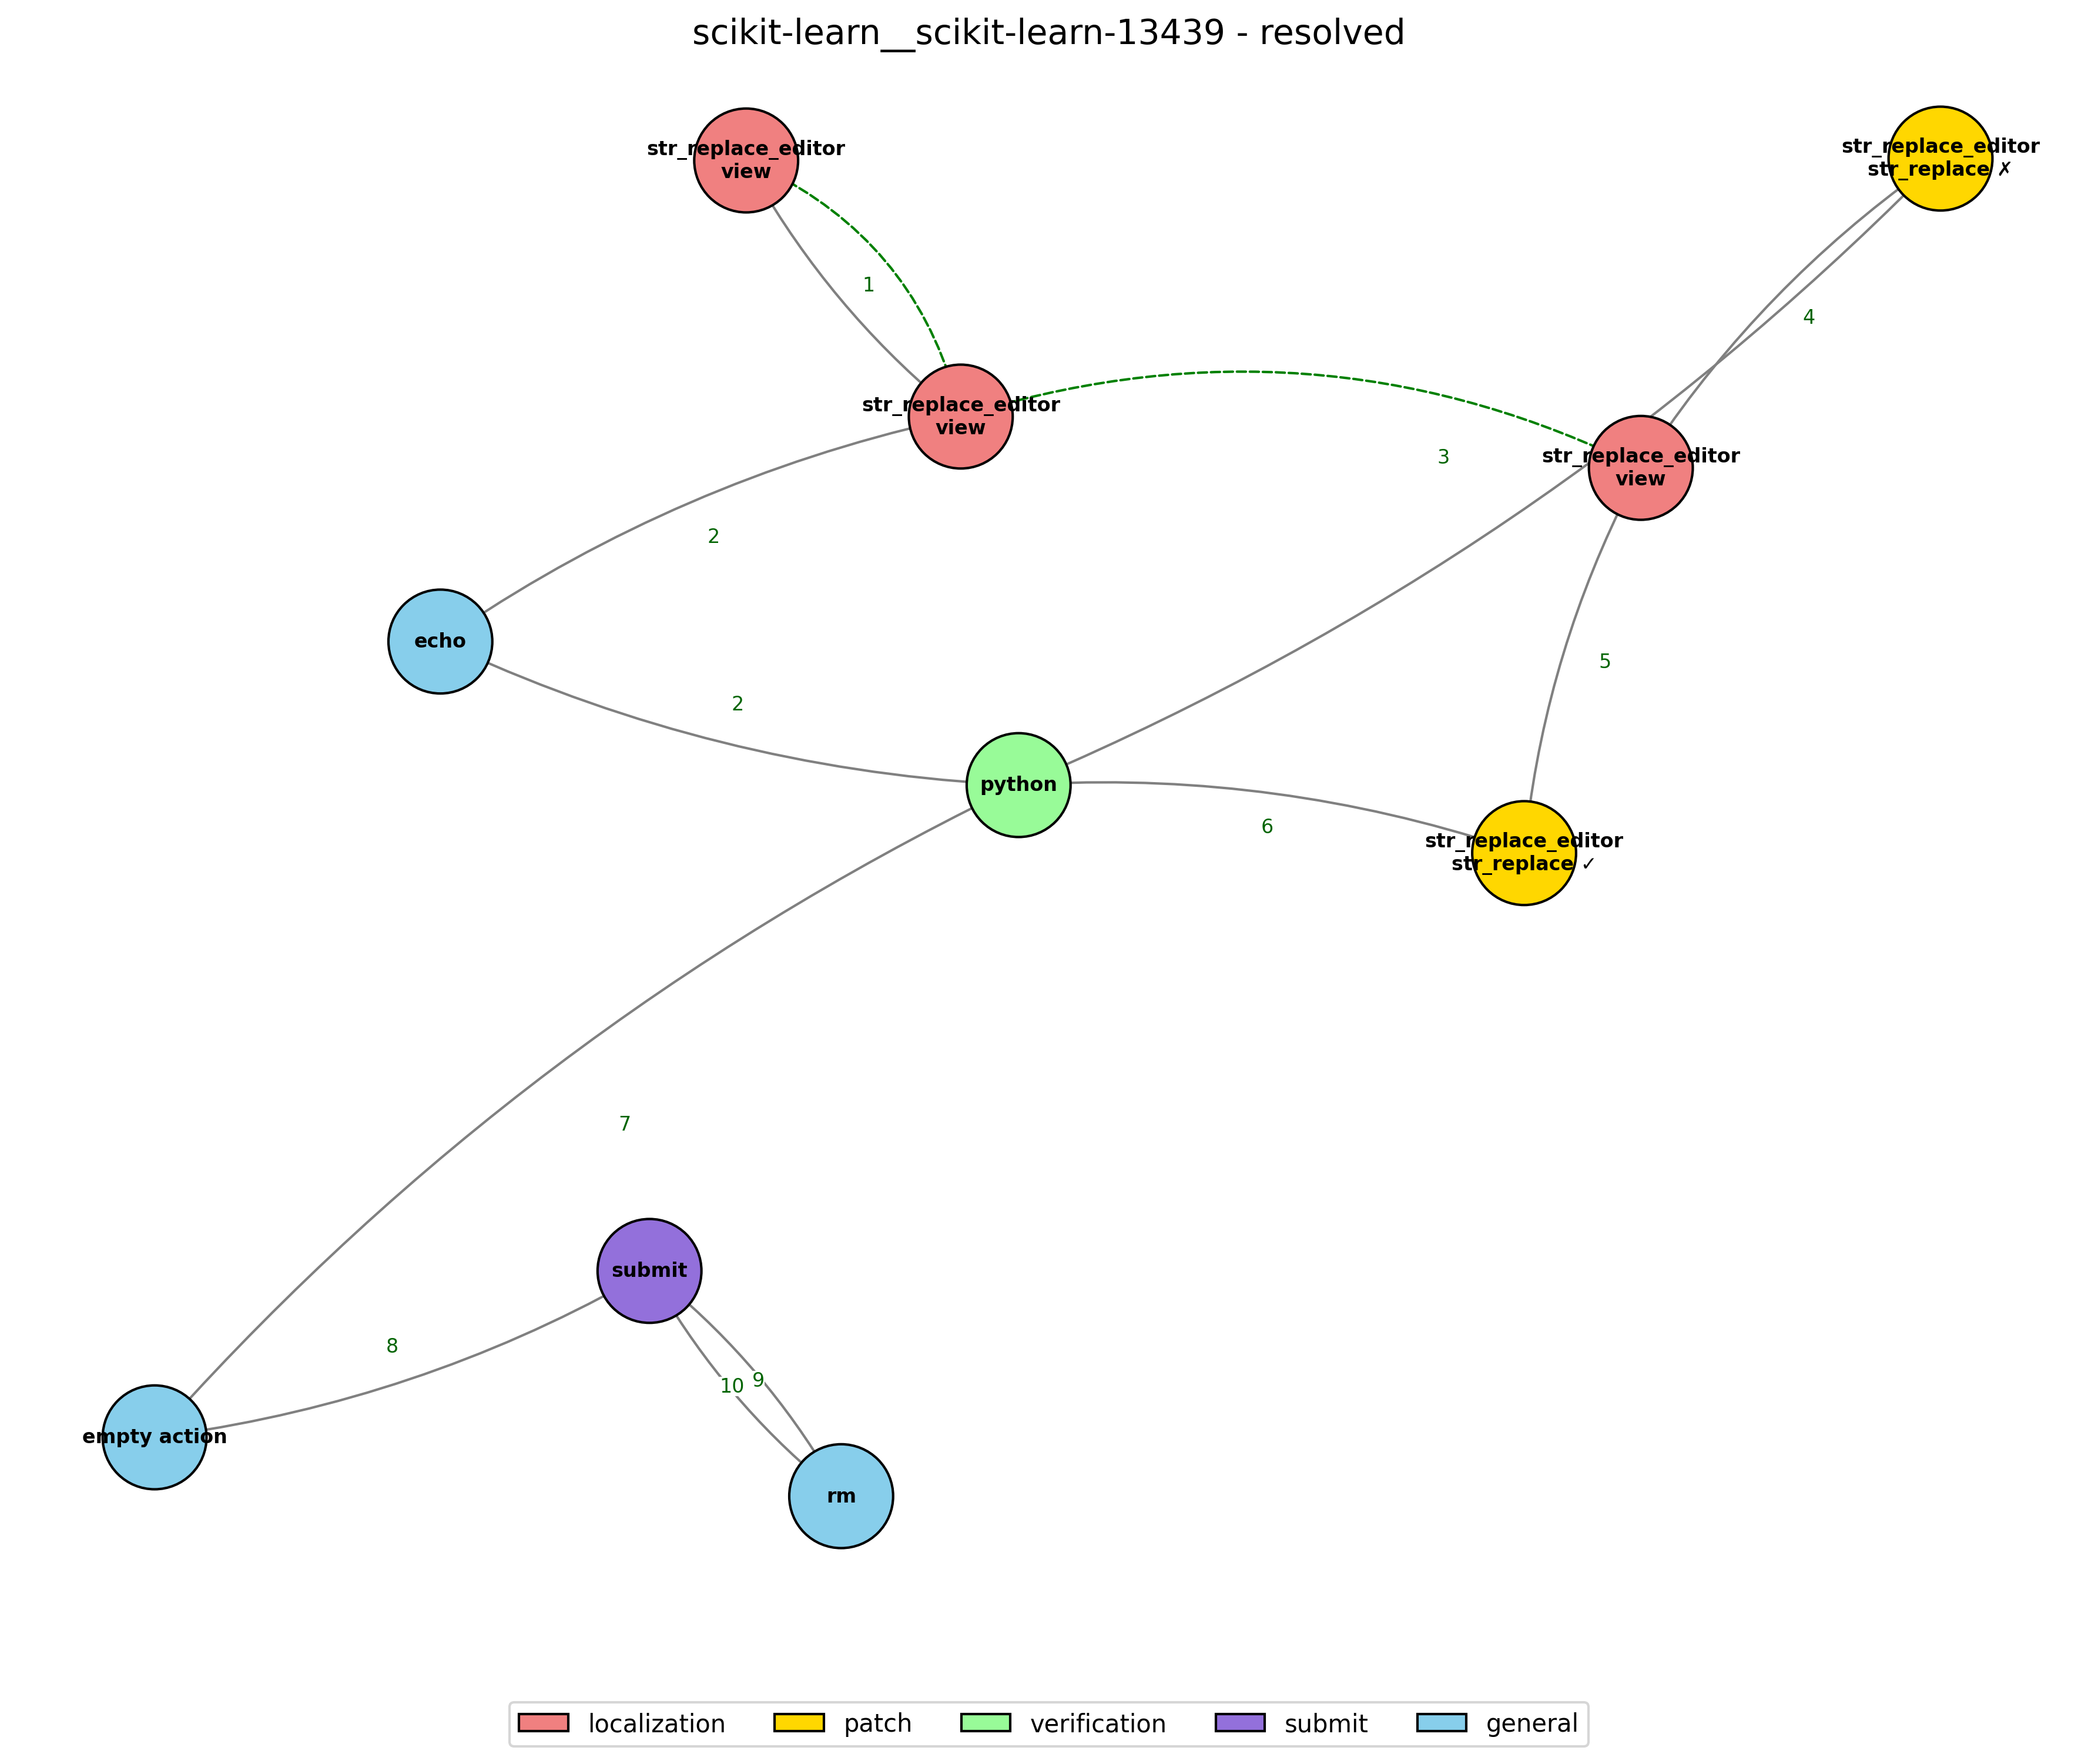 scikit-learn__scikit-learn-13439 - resolved
str_replace_editor
view
str_replace_editor
str_replace ✗
1
4
str_replace_editor
view
3
str_replace_editor
view
2
echo
5
2
python
6
str_replace_editor
str_replace ✓
7
submit
8
10
9
empty action
rm
localization
patch
verification
submit
general